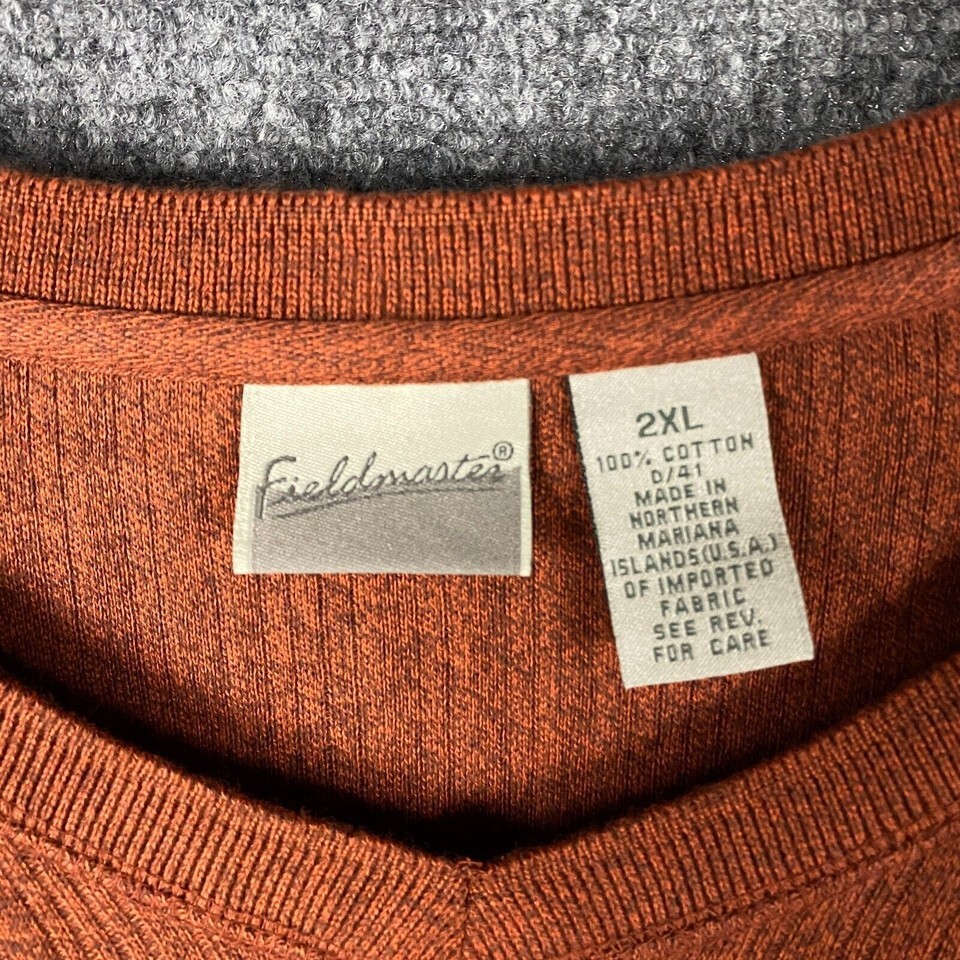 Fieldmaster®
2XL
100% COTTON
D/41
MADE IN
NORTHERN
MARIANA
ISLANDS(U.S.A.)
OF IMPORTED
FABRIC
SEE REV.
FOR CARE